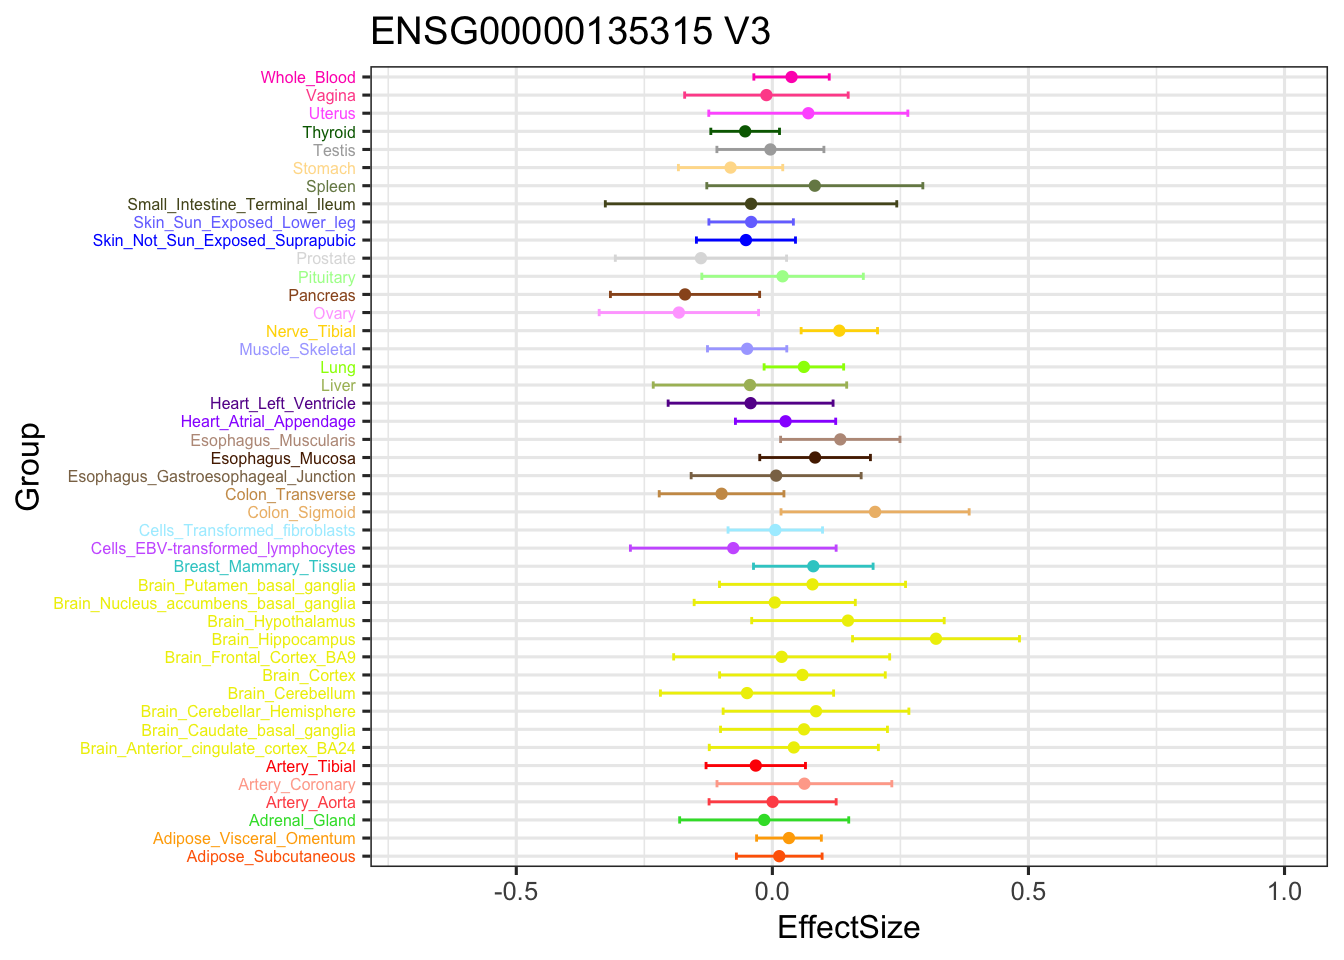 ENSG00000135315 V3
Whole_Blood
Vagina
Uterus
Thyroid
Testis
Stomach
Spleen
Small_Intestine_Terminal_Ileum
Skin_Sun_Exposed_Lower_leg
Skin_Not_Sun_Exposed_Suprapubic
Prostate
Pituitary
Pancreas
Ovary
Nerve_Tibial
Muscle_Skeletal
Lung
Liver
Heart_Left_Ventricle
Heart_Atrial_Appendage
Esophagus_Muscularis
Esophagus_Mucosa
Esophagus_Gastroesophageal_Junction
Colon_Transverse
Colon_Sigmoid
Cells_Transformed_fibroblasts
Cells_EBV-transformed_lymphocytes
Breast_Mammary_Tissue
Brain_Putamen_basal_ganglia
Brain_Nucleus_accumbens_basal_ganglia
Brain_Hypothalamus
Brain_Hippocampus
Brain_Frontal_Cortex_BA9
Brain_Cortex
Brain_Cerebellum
Brain_Cerebellar_Hemisphere
Brain_Caudate_basal_ganglia
Brain_Anterior_cingulate_cortex_BA24
Artery_Tibial
Artery_Coronary
Artery_Aorta
Adrenal_Gland
Adipose_Visceral_Omentum
Adipose_Subcutaneous
Group
-0.5 0.0 0.5 1.0
EffectSize